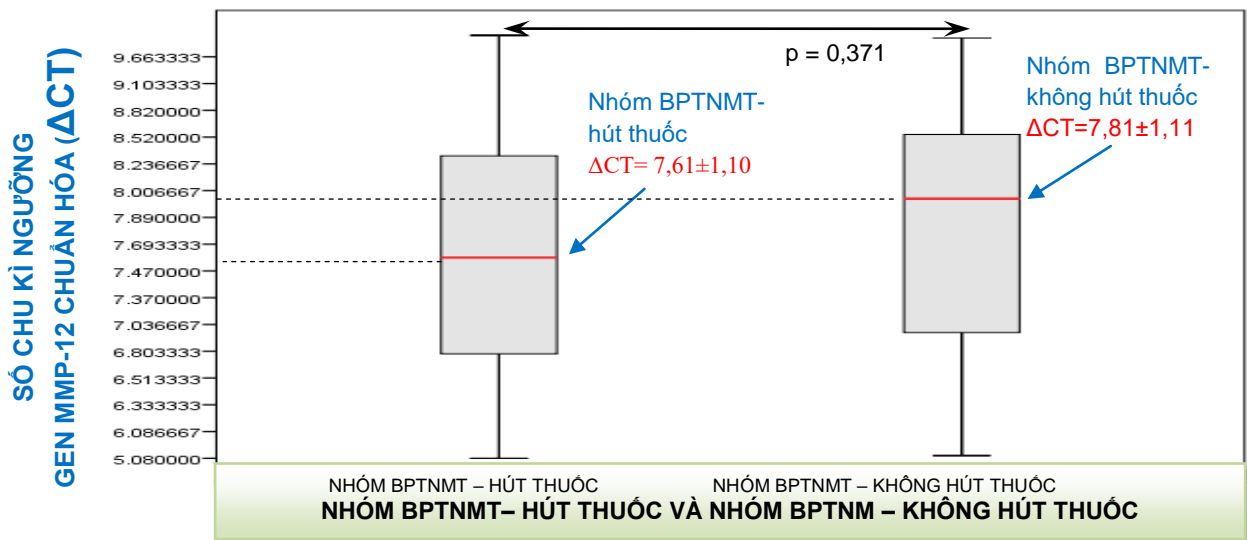 SỐ CHU KÌ NGƯỠNG
GEN MMP-12 CHUẨN HÓA (ΔCT)
9.663333
9.103333
8.820000
8.520000
8.236667
8.006667
7.890000
7.693333
7.470000
7.370000
7.036667
6.803333
6.513333
6.333333
6.086667
5.080000
p = 0,371
Nhóm BPTNMT-
hút thuốc
ΔCT= 7,61±1,10
Nhóm BPTNMT-
không hút thuốc
ΔCT=7,81±1,11
NHÓM BPTNMT – HÚT THUỐC
NHÓM BPTNMT – KHÔNG HÚT THUỐC
NHÓM BPTNMT– HÚT THUỐC VÀ NHÓM BPTNM – KHÔNG HÚT THUỐC